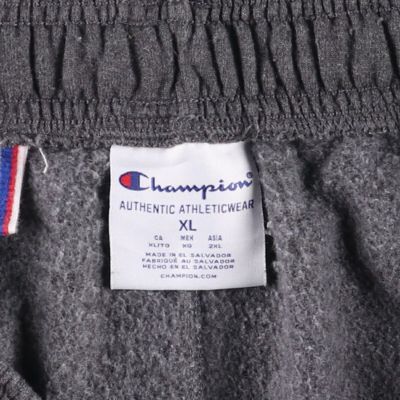 Champion
AUTHENTIC ATHLETICWEAR
XL
CA MEX ASIA
XL/TG XG 2XL
MADE IN EL SALVADOR
FABRIQUÉ AU SALVADOR
HECHO EN EL SALVADOR
CHAMPION.COM